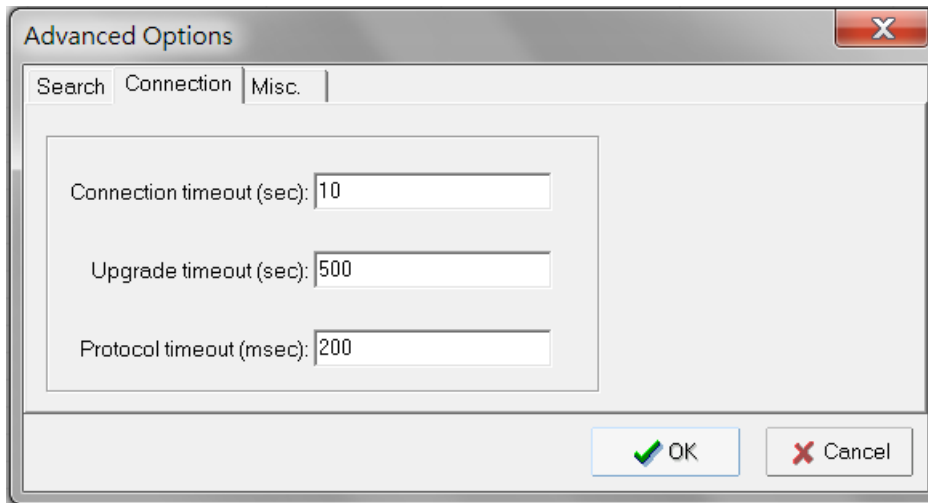 Advanced Options
Search Connection Misc.
Connection timeout (sec): 10
Upgrade timeout (sec): 500
Protocol timeout (msec): 200
OK Cancel